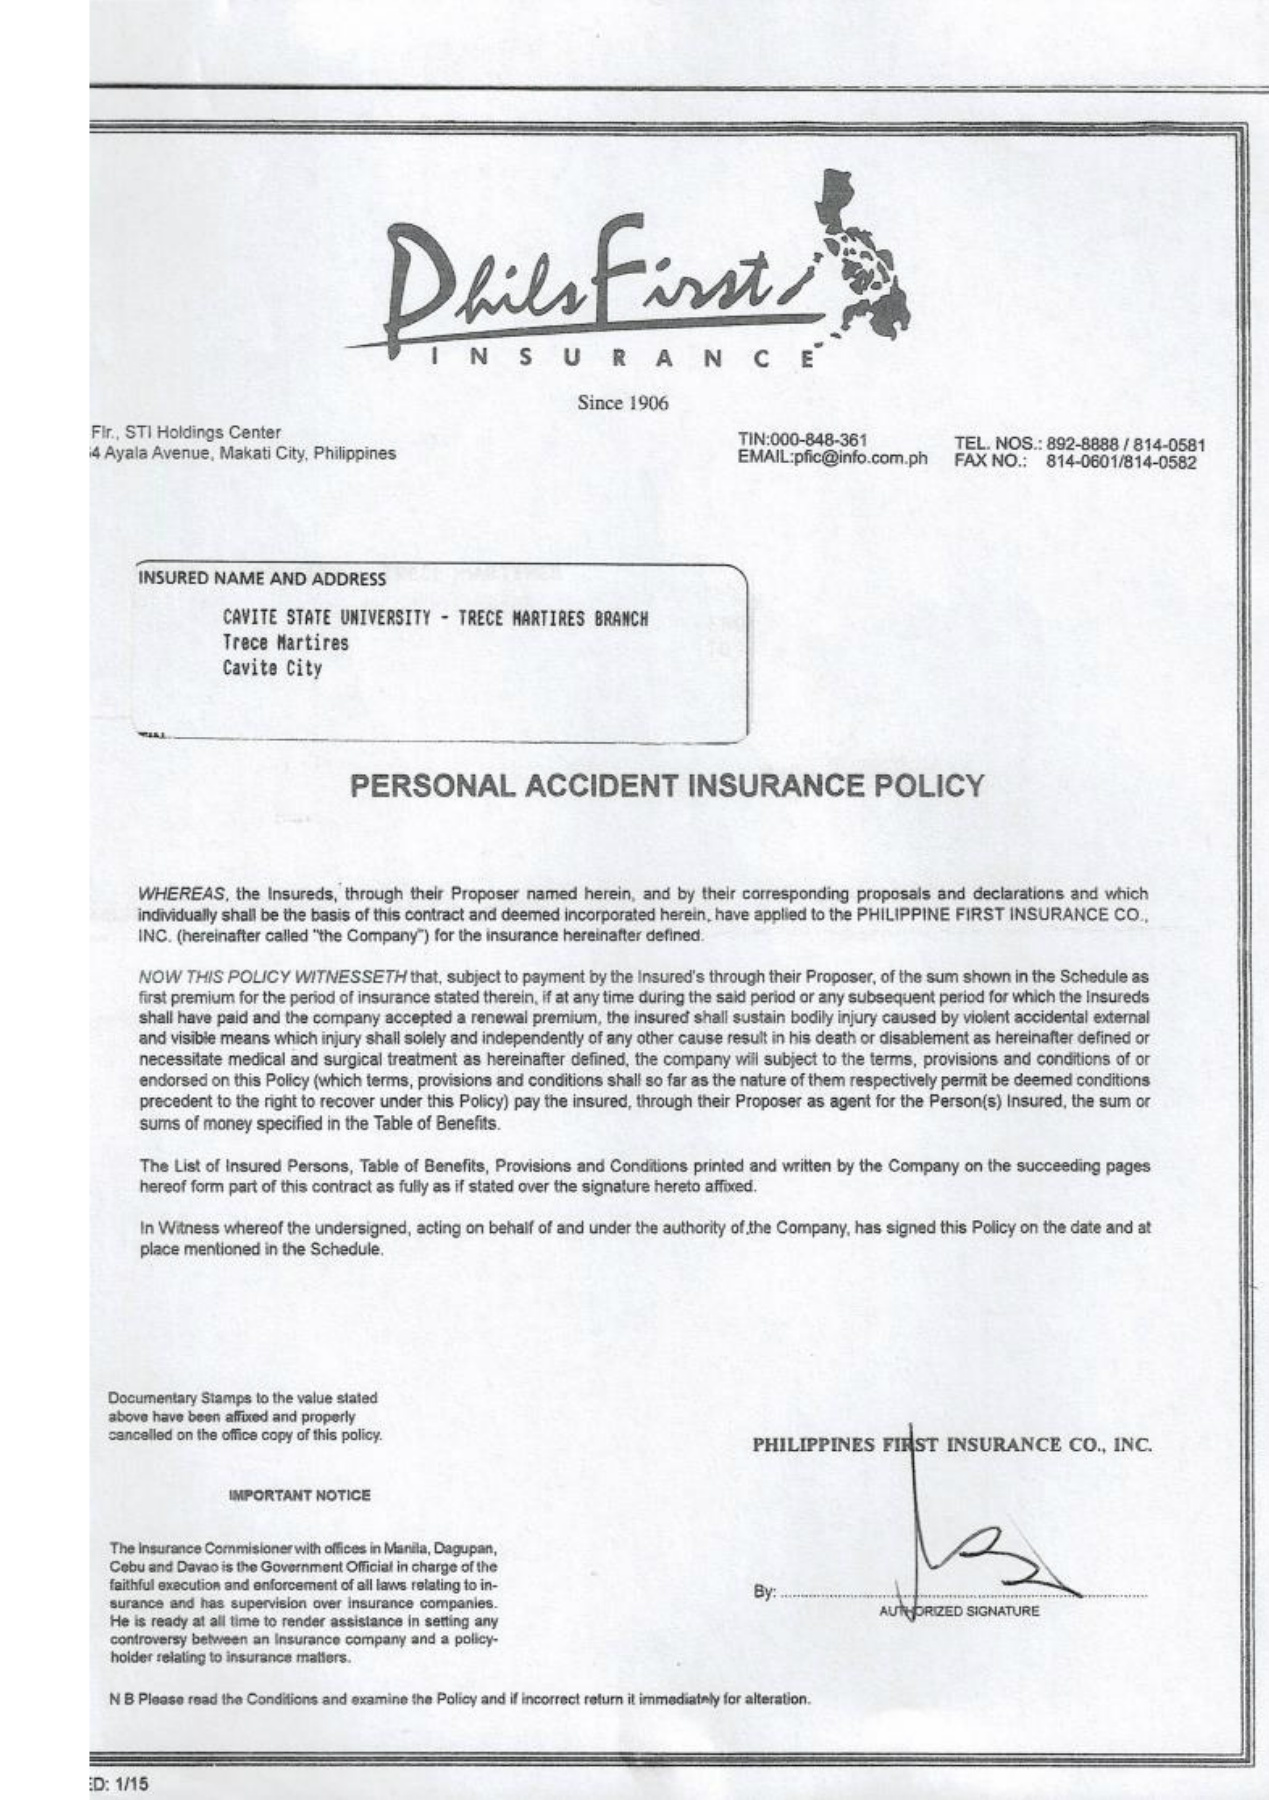 PhilsFirst
INSURANCE
Since 1906
Flr., STI Holdings Center
4 Ayala Avenue, Makati City, Philippines
TIN:000-848-361
EMAIL:pfic@info.com.ph
TEL. NOS.: 892-8888 / 814-0581
FAX NO.: 814-0601/814-0582
INSURED NAME AND ADDRESS
CAVITE STATE UNIVERSITY - TRECE MARTIRES BRANCH
Trece Martires
Cavite City
PERSONAL ACCIDENT INSURANCE POLICY
WHEREAS, the Insureds, through their Proposer named herein, and by their corresponding proposals and declarations and which
individually shall be the basis of this contract and deemed incorporated herein, have applied to the PHILIPPINE FIRST INSURANCE CO.,
INC. (hereinafter called "the Company") for the insurance hereinafter defined.
NOW THIS POLICY WITNESSETH that, subject to payment by the Insured's through their Proposer, of the sum shown in the Schedule as
first premium for the period of insurance stated therein, if at any time during the said period or any subsequent period for which the Insureds
shall have paid and the company accepted a renewal premium, the insured shall sustain bodily injury caused by violent accidental external
and visible means which injury shall solely and independently of any other cause result in his death or disablement as hereinafter defined or
necessitate medical and surgical treatment as hereinafter defined, the company will subject to the terms, provisions and conditions of or
endorsed on this Policy (which terms, provisions and conditions shall so far as the nature of them respectively permit be deemed conditions
precedent to the right to recover under this Policy) pay the insured, through their Proposer as agent for the Person(s) Insured, the sum or
sums of money specified in the Table of Benefits.
The List of Insured Persons, Table of Benefits, Provisions and Conditions printed and written by the Company on the succeeding pages
hereof form part of this contract as fully as if stated over the signature hereto affixed.
In Witness whereof the undersigned, acting on behalf of and under the authority of the Company, has signed this Policy on the date and at
place mentioned in the Schedule.
Documentary Stamps to the value stated
above have been affixed and properly
cancelled on the office copy of this policy.
IMPORTANT NOTICE
The Insurance Commisioner with offices in Manila, Dagupan,
Cebu and Davao is the Government Official in charge of the
faithful execution and enforcement of all laws relating to in-
surance and has supervision over insurance companies.
He is ready at all time to render assistance in setting any
controversy between an Insurance company and a policy-
holder relating to insurance matters.
PHILIPPINES FIRST INSURANCE CO., INC.
By:
AUTHORIZED SIGNATURE
N B Please read the Conditions and examine the Policy and if incorrect return it immediately for alteration.
ED: 1/15